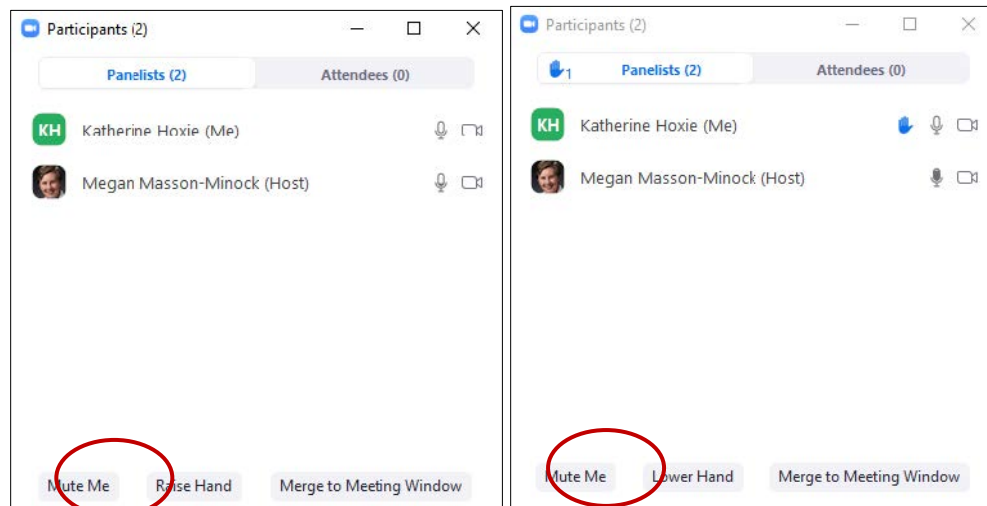 Participants (2)
Panelists (2) Attendees (0)
KH Katherine Hoxie (Me)
Megan Masson-Minock (Host)
Mute Me Raise Hand Merge to Meeting Window
Participants (2)
1 Panelists (2) Attendees (0)
KH Katherine Hoxie (Me)
Megan Masson-Minock (Host)
Mute Me Lower Hand Merge to Meeting Window